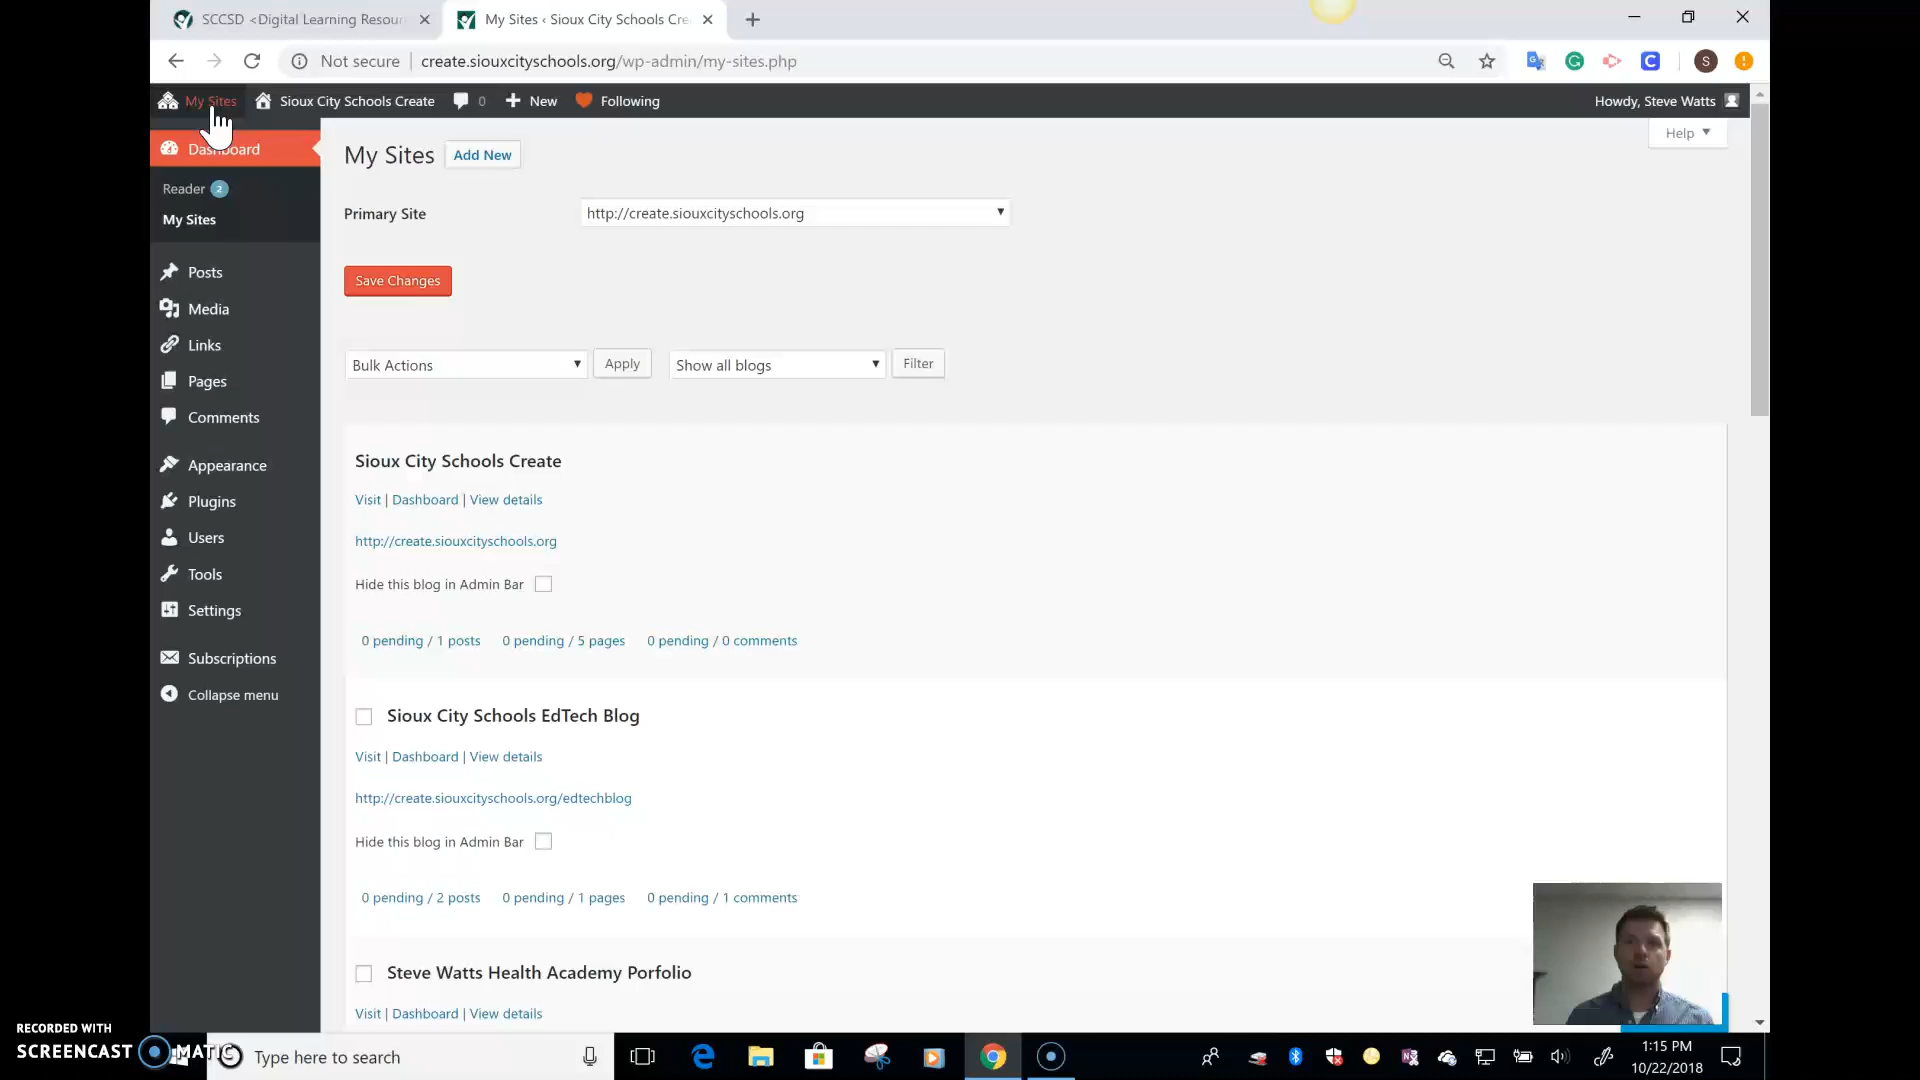 SCCSD <Digital Learning Resour
My Sites ‹ Sioux City Schools Cre
Not secure | create.siouxcityschools.org/wp-admin/my-sites.php
S
My Sites Sioux City Schools Create 0 New Following Howdy, Steve Watts
Dashboard
Help
Reader 2
My Sites
Posts
Media
Links
Pages
Comments
Appearance
Plugins
Users
Tools
Settings
Subscriptions
Collapse menu
My Sites Add New
Primary Site http://create.siouxcityschools.org
Save Changes
Bulk Actions Apply Show all blogs Filter
Sioux City Schools Create
Visit | Dashboard | View details
http://create.siouxcityschools.org
Hide this blog in Admin Bar
0 pending / 1 posts 0 pending / 5 pages 0 pending / 0 comments
Sioux City Schools EdTech Blog
Visit | Dashboard | View details
http://create.siouxcityschools.org/edtechblog
Hide this blog in Admin Bar
0 pending / 2 posts 0 pending / 1 pages 0 pending / 1 comments
Steve Watts Health Academy Porfolio
Visit | Dashboard | View details
RECORDED WITH
SCREENCAST MATIC
Type here to search
1:15 PM
10/22/2018